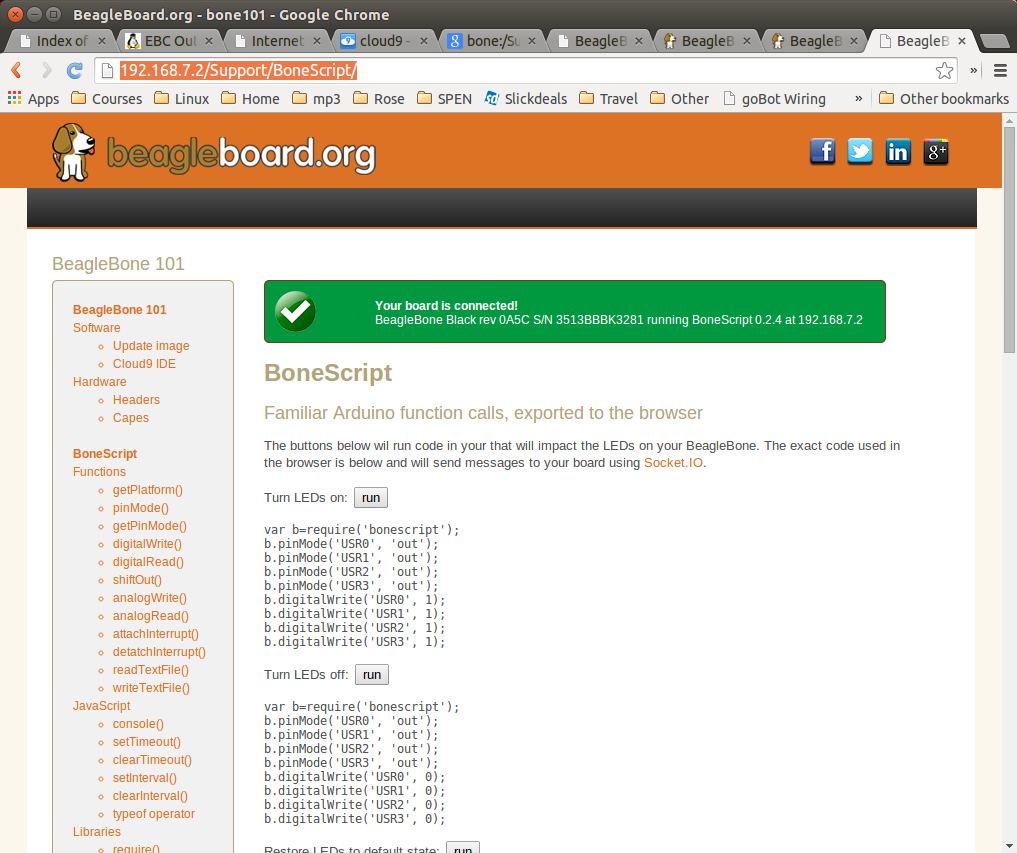 BeagleBoard.org - bone101 - Google Chrome
Index of
EBC Out
Internet
cloud9 -
bone:/Su
BeagleB
BeagleB
BeagleB
BeagleB
192.168.7.2/Support/BoneScript/
»
Apps
Courses
Linux
Home
mp3
Rose
SPEN
Slickdeals
Travel
Other
goBot Wiring
»
Other bookmarks
beagleboard.org
BeagleBone 101
BeagleBone 101
Software
Update image
Cloud9 IDE
Hardware
Headers
Capes
BoneScript
Functions
getPlatform()
pinMode()
getPinMode()
digitalWrite()
digitalRead()
shiftOut()
analogWrite()
analogRead()
attachInterrupt()
detatchInterrupt()
readTextFile()
writeTextFile()
JavaScript
console()
setTimeout()
clearTimeout()
setInterval()
clearInterval()
typeof operator
Libraries
require()
Your board is connected!
BeagleBone Black rev 0A5C S/N 3513BBBK3281 running BoneScript 0.2.4 at 192.168.7.2
BoneScript
Familiar Arduino function calls, exported to the browser
The buttons below wil run code in your that will impact the LEDs on your BeagleBone. The exact code used in
the browser is below and will send messages to your board using Socket.IO.
Turn LEDs on: run
var b=require('bonescript');
b.pinMode('USR0', 'out');
b.pinMode('USR1', 'out');
b.pinMode('USR2', 'out');
b.pinMode('USR3', 'out');
b.digitalWrite('USR0', 1);
b.digitalWrite('USR1', 1);
b.digitalWrite('USR2', 1);
b.digitalWrite('USR3', 1);
Turn LEDs off: run
var b=require('bonescript');
b.pinMode('USR0', 'out');
b.pinMode('USR1', 'out');
b.pinMode('USR2', 'out');
b.pinMode('USR3', 'out');
b.digitalWrite('USR0', 0);
b.digitalWrite('USR1', 0);
b.digitalWrite('USR2', 0);
b.digitalWrite('USR3', 0);
Restore LEDs to default state: run